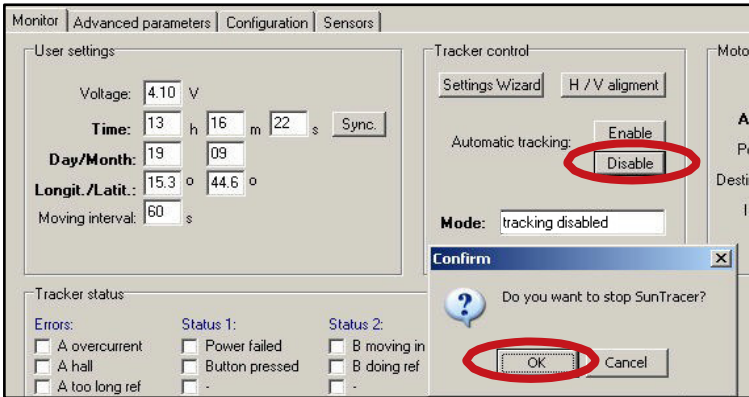 Monitor Advanced parameters Configuration Sensors
User settings
Voltage: 4.10 V
Time: 13 h 16 m 22 s Sync.
Day/Month: 19 09
Longit./Latit.: 15.3 o 44.6 o
Moving interval: 60 s
Tracker control
Settings Wizard H / V aligment
Automatic tracking: Enable
Disable
Mode: tracking disabled
Moto
A
Po
Desti
I
Confirm X
Do you want to stop SunTracer?
OK Cancel
Tracker status
Errors: Status 1: Status 2:
A overcurrent Power failed B moving in
A hall Button pressed B doing ref
A too long ref - -